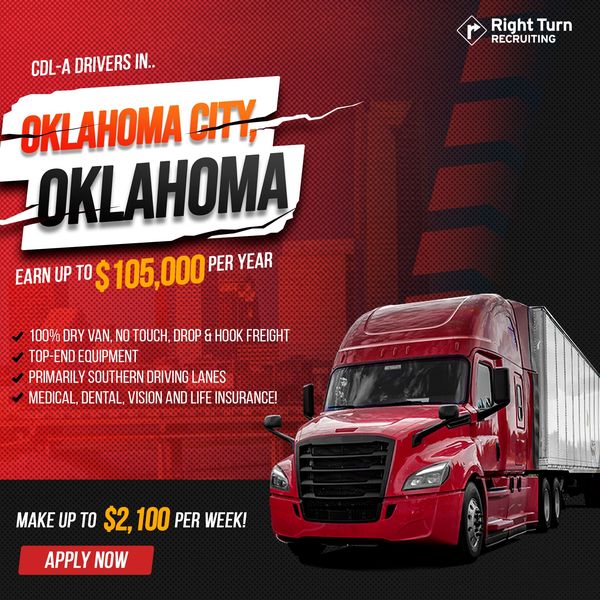 Right Turn
RECRUITING
CDL-A DRIVERS IN..
OKLAHOMA CITY,
OKLAHOMA
EARN UP TO $105,000 PER YEAR
100% DRY VAN, NO TOUCH, DROP & HOOK FREIGHT
TOP-END EQUIPMENT
PRIMARILY SOUTHERN DRIVING LANES
MEDICAL, DENTAL, VISION AND LIFE INSURANCE!
MAKE UP TO $2,100 PER WEEK!
APPLY NOW